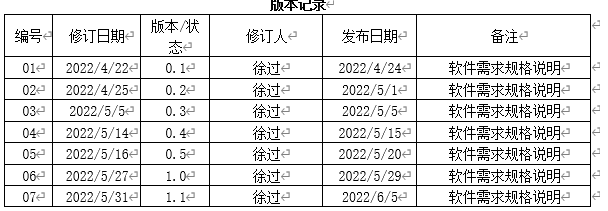 版本记录
编号 修订日期 版本/状态 修订人 发布日期 备注
01 2022/4/22 0.1 徐过 2022/4/24 软件需求规格说明
02 2022/4/25 0.2 徐过 2022/5/1 软件需求规格说明
03 2022/5/5 0.3 徐过 2022/5/5 软件需求规格说明
04 2022/5/14 0.4 徐过 2022/5/15 软件需求规格说明
05 2022/5/16 0.5 徐过 2022/5/20 软件需求规格说明
06 2022/5/27 1.0 徐过 2022/5/29 软件需求规格说明
07 2022/5/31 1.1 徐过 2022/6/5 软件需求规格说明